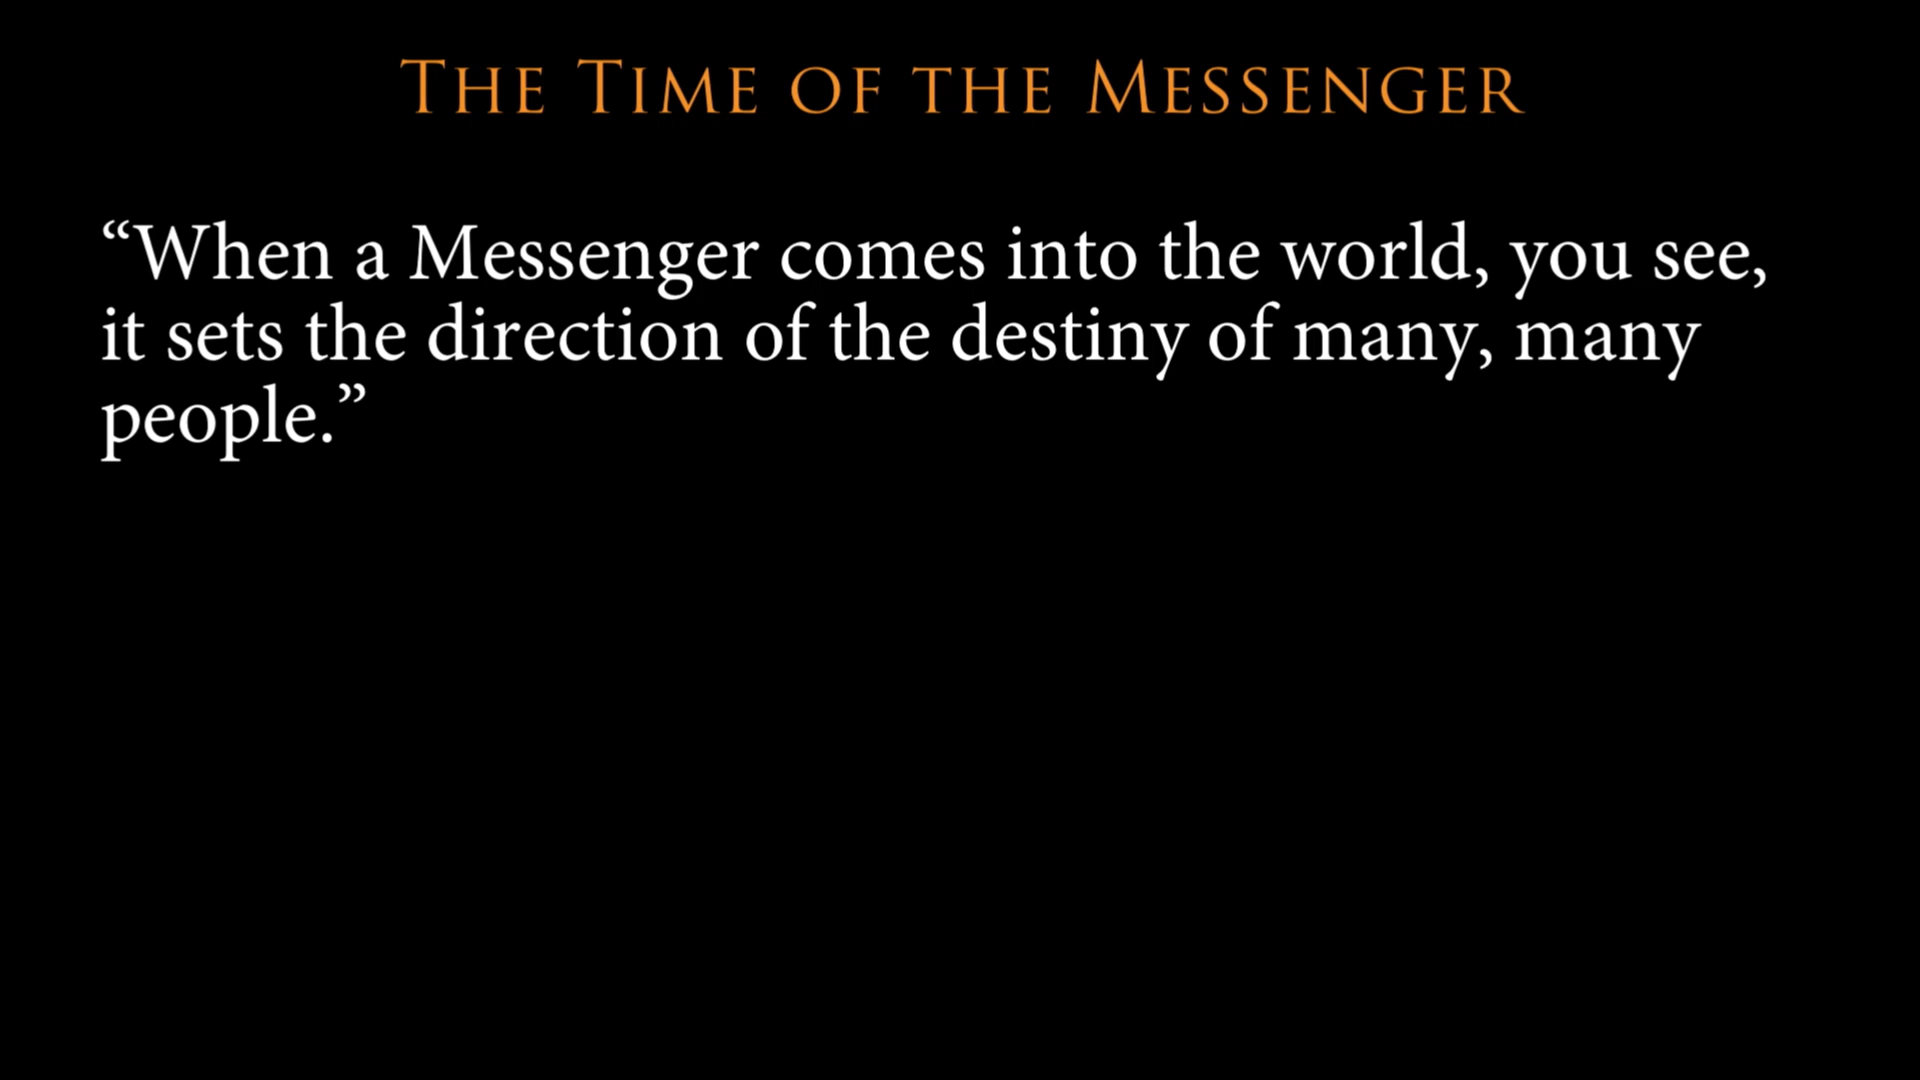 The Time of the Messenger
“When a Messenger comes into the world, you see,
it sets the direction of the destiny of many, many
people.”